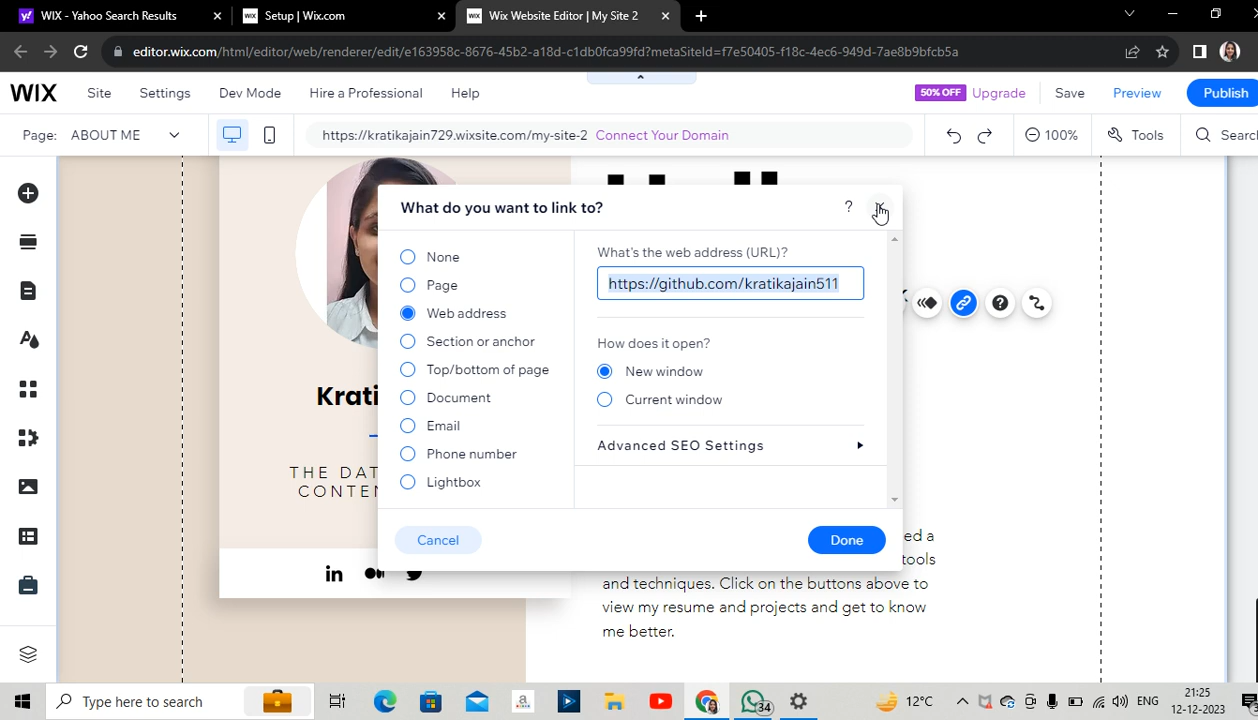 WIX - Yahoo Search Results
Setup | Wix.com
Wix Website Editor | My Site 2
editor.wix.com/html/editor/web/renderer/edit/e163958c-8676-45b2-a18d-c1db0fca99fd?metaSiteId=f7e50405-f18c-4ec6-949d-7ae8b9bfcb5a
WIX Site Settings Dev Mode Hire a Professional Help 50% OFF Upgrade Save Preview Publish
Page: ABOUT ME https://kratikajain729.wixsite.com/my-site-2 Connect Your Domain 100% Tools Searc
What do you want to link to? ?
None
Page
Web address
Section or anchor
Top/bottom of page
Document
Email
Phone number
Lightbox
What's the web address (URL)?
https://github.com/kratikajain511
How does it open?
New window
Current window
Advanced SEO Settings
Cancel
Done
Krati
THE DAT
CONTEN
in
ed a
tools
and techniques. Click on the buttons above to
view my resume and projects and get to know
me better.
Type here to search
a
34
12°C
ENG
21:25
12-12-2023